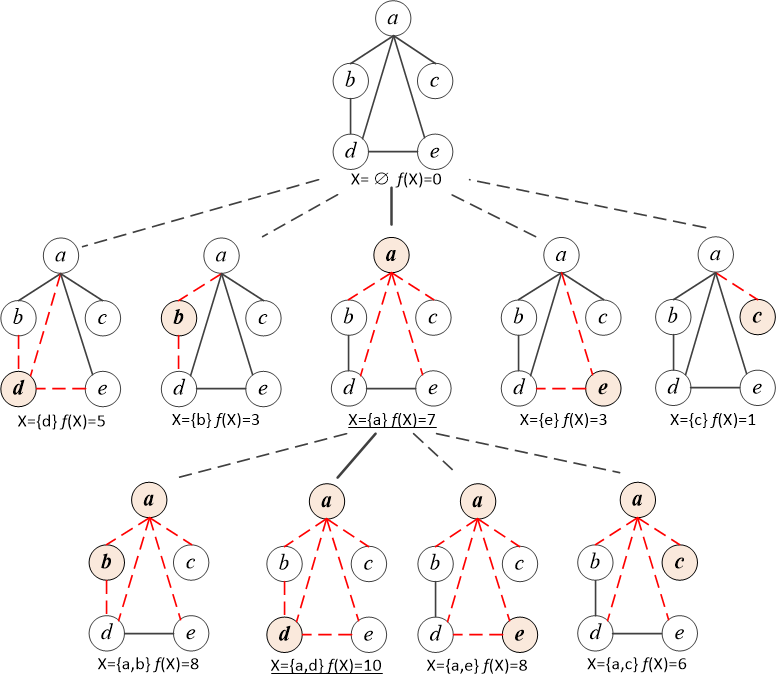 a
b c
d e
X= ∅ f(X)=0
a a a a a
b c b c b c b c b c
d e d e d e d e d e
X={d} f(X)=5 X={b} f(X)=3 X={a} f(X)=7 X={e} f(X)=3 X={c} f(X)=1
a a a a
b c b c b c b c
d e d e d e d e
X={a,b} f(X)=8 X={a,d} f(X)=10 X={a,e} f(X)=8 X={a,c} f(X)=6